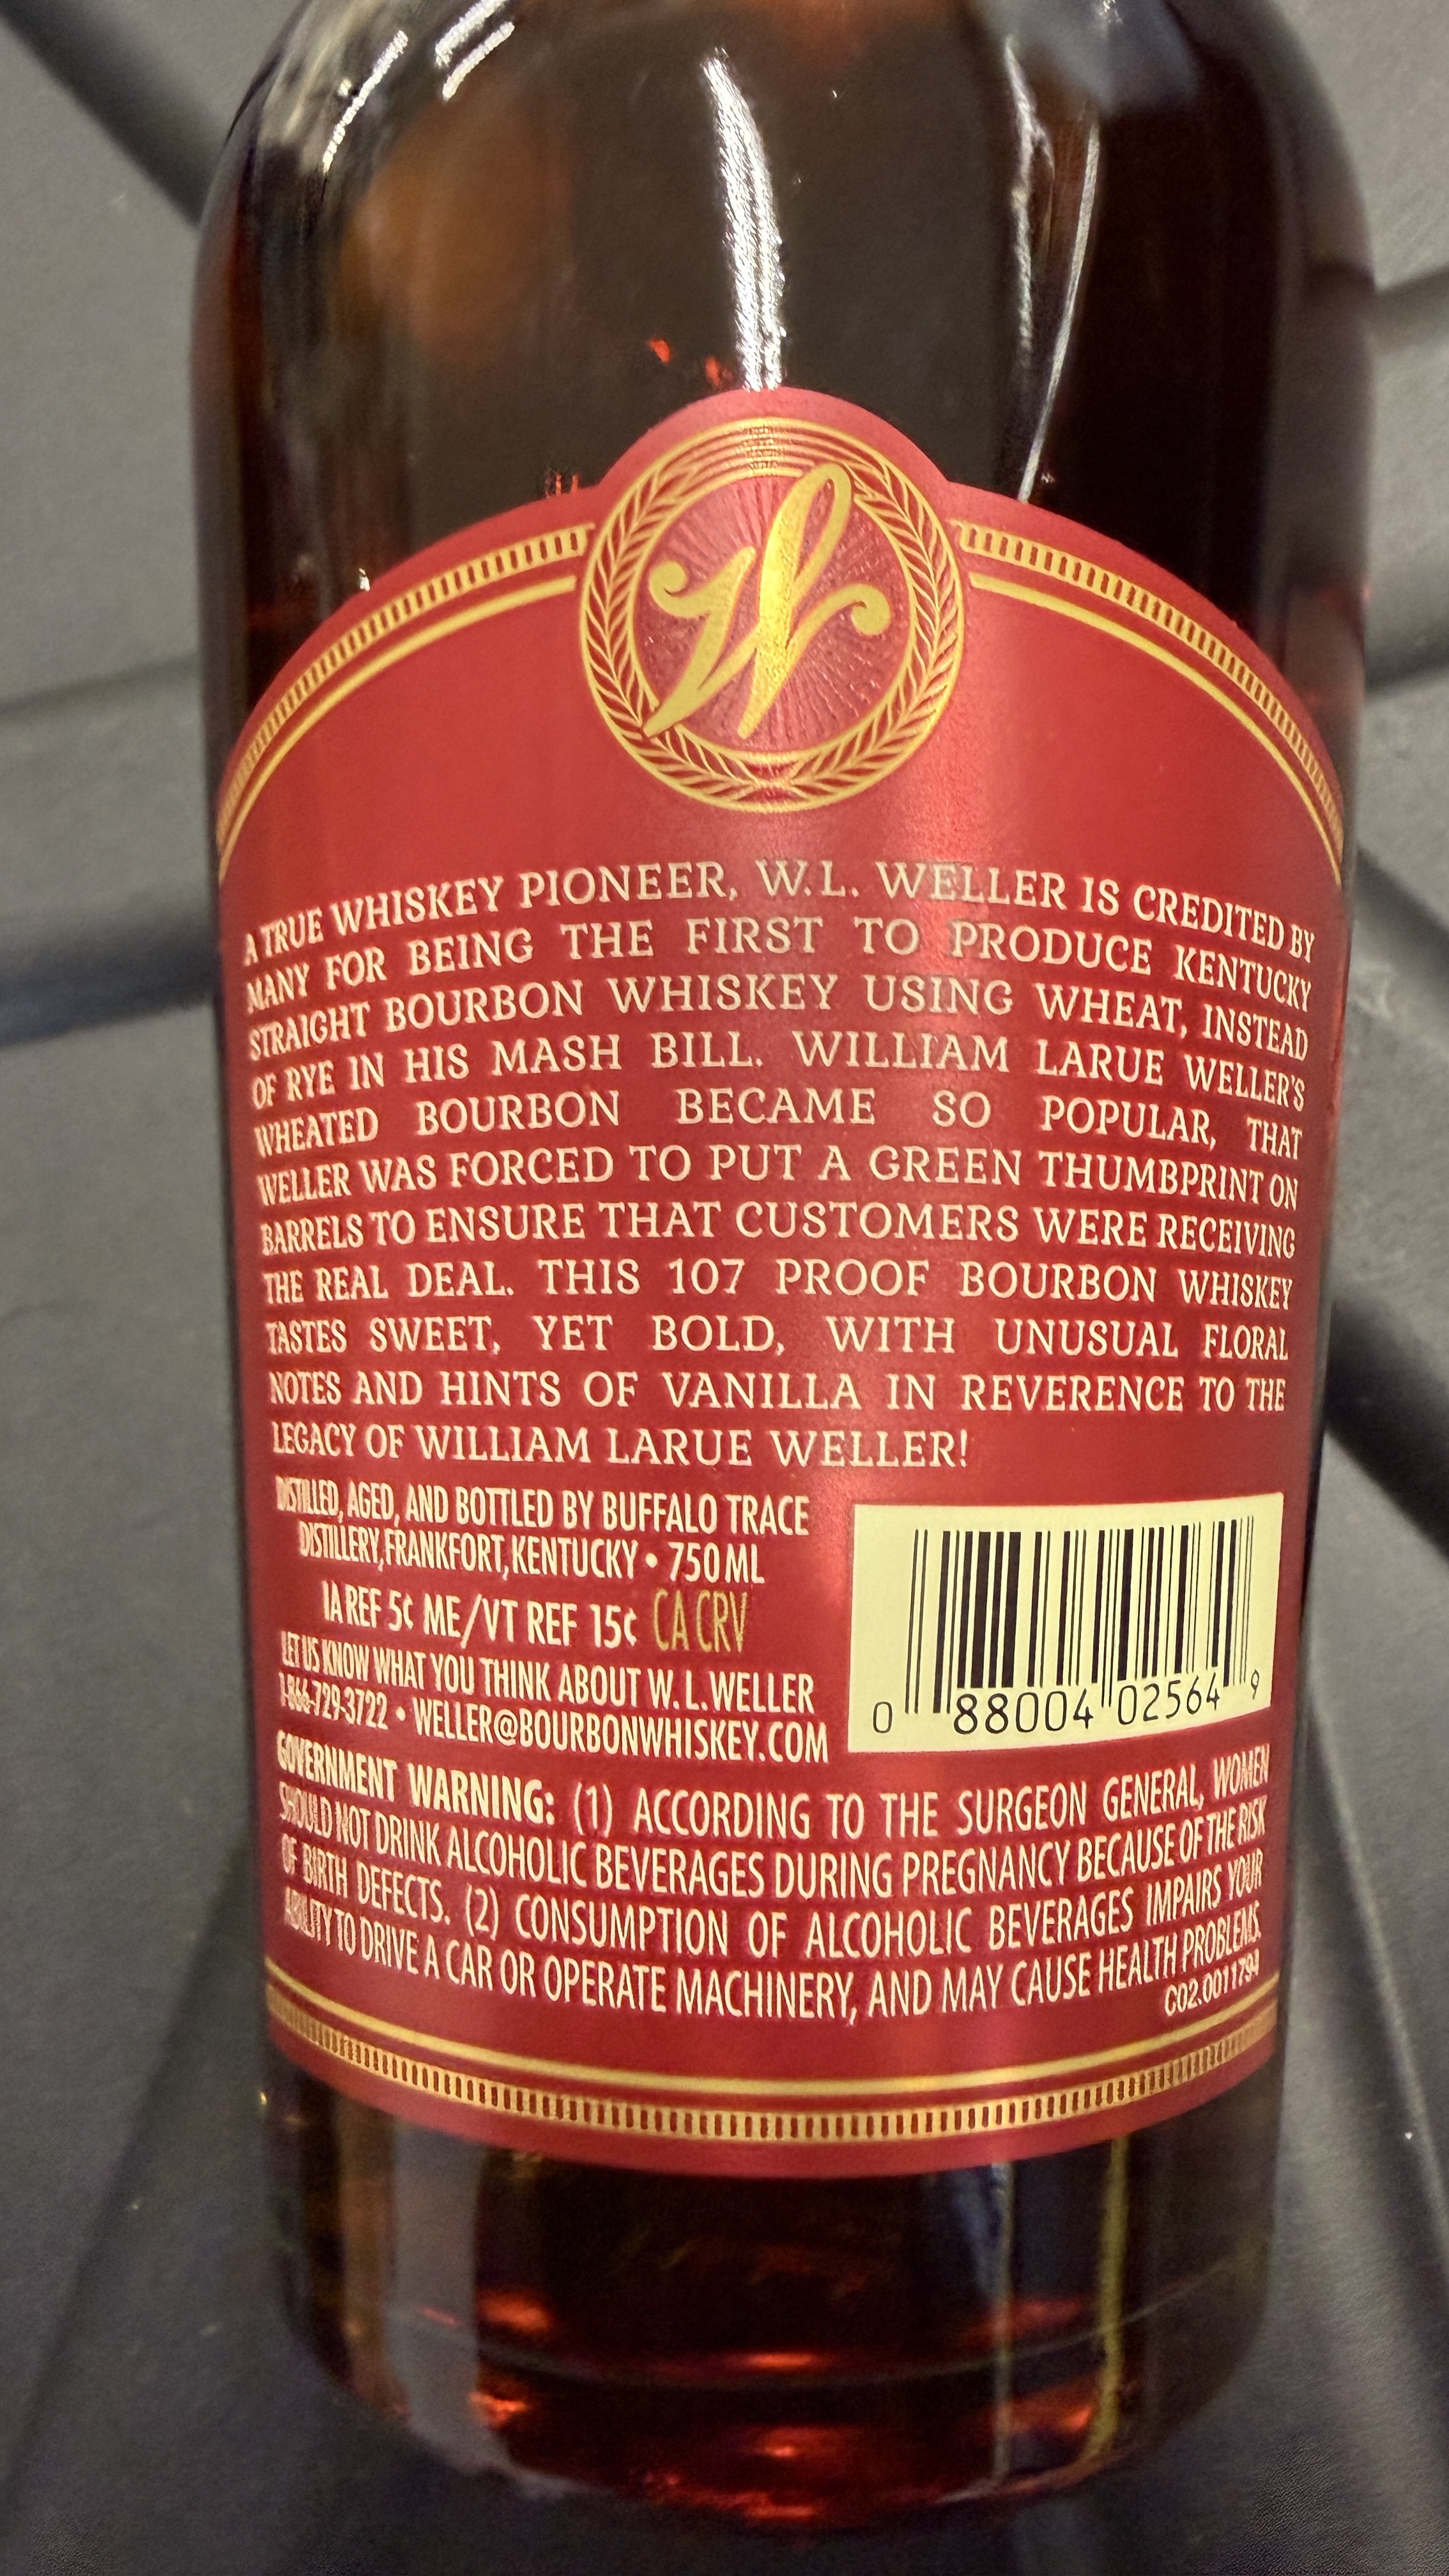 W
A TRUE WHISKEY PIONEER, W.L. WELLER IS CREDITED BY
MANY FOR BEING THE FIRST TO PRODUCE KENTUCKY
STRAIGHT BOURBON WHISKEY USING WHEAT, INSTEAD
OF RYE IN HIS MASH BILL. WILLIAM LARUE WELLER'S
WHEATED BOURBON BECAME SO POPULAR, THAT
WELLER WAS FORCED TO PUT A GREEN THUMBPRINT ON
BARRELS TO ENSURE THAT CUSTOMERS WERE RECEIVING
THE REAL DEAL. THIS 107 PROOF BOURBON WHISKEY
TASTES SWEET, YET BOLD, WITH UNUSUAL FLORAL
NOTES AND HINTS OF VANILLA IN REVERENCE TO THE
LEGACY OF WILLIAM LARUE WELLER!
DISTILLED, AGED, AND BOTTLED BY BUFFALO TRACE
DISTILLERY, FRANKFORT, KENTUCKY • 750 ML
IA REF 5¢ ME/VT REF 15¢ CA CRV
LET US KNOW WHAT YOU THINK ABOUT W.L.WELLER
1-866-729-3722 • WELLER@BOURBONWHISKEY.COM
0 88004 02564 9
GOVERNMENT WARNING: (1) ACCORDING TO THE SURGEON GENERAL, WOMEN
SHOULD NOT DRINK ALCOHOLIC BEVERAGES DURING PREGNANCY BECAUSE OF THE RISK
OF BIRTH DEFECTS. (2) CONSUMPTION OF ALCOHOLIC BEVERAGES IMPAIRS YOUR
ABILITY TO DRIVE A CAR OR OPERATE MACHINERY, AND MAY CAUSE HEALTH PROBLEMS.
C02.0011794